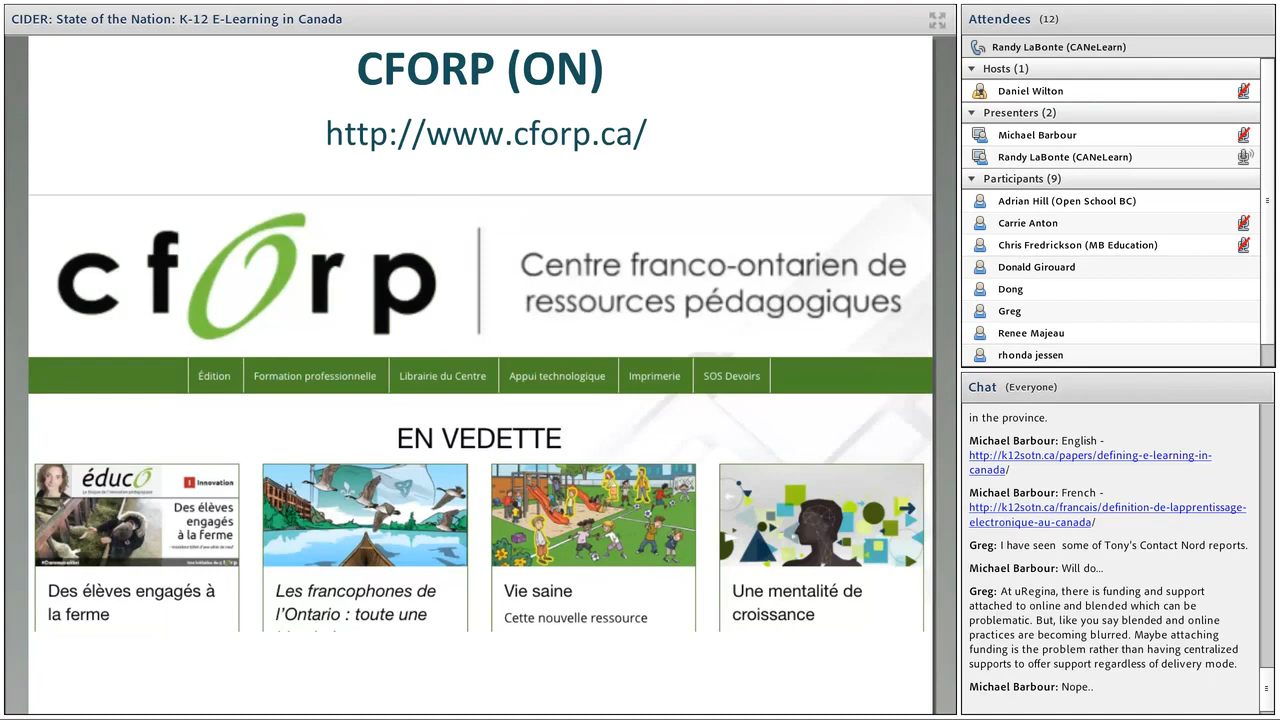 CIDER: State of the Nation: K-12 E-Learning in Canada
CFORP (ON)
http://www.cforp.ca/
cforp
Centre franco-ontarien de
ressources pédagogiques
Édition
Formation professionnelle
Librairie du Centre
Appui technologique
Imprimerie
SOS Devoirs
EN VEDETTE
éducO
Innovation
Des élèves
engagés
à la ferme
Des élèves engagés à
la ferme
Les francophones de
l'Ontario : toute une
Vie saine
Cette nouvelle ressource
Une mentalité de
croissance
Attendees (12)
Randy LaBonte (CANeLearn)
Hosts (1)
Daniel Wilton
Presenters (2)
Michael Barbour
Randy LaBonte (CANeLearn)
Participants (9)
Adrian Hill (Open School BC)
Carrie Anton
Chris Fredrickson (MB Education)
Donald Girouard
Dong
Greg
Renee Majeau
rhonda jessen
Chat (Everyone)
in the province.
Michael Barbour: English -
http://k12sotn.ca/papers/defining-e-learning-in-
canada/
Michael Barbour: French -
http://k12sotn.ca/francais/definition-de-lapprentissage-
electronique-au-canada/
Greg: I have seen some of Tony's Contact Nord reports.
Michael Barbour: Will do...
Greg: At uRegina, there is funding and support
attached to online and blended which can be
problematic. But, like you say blended and online
practices are becoming blurred. Maybe attaching
funding is the problem rather than having centralized
supports to offer support regardless of delivery mode.
Michael Barbour: Nope..